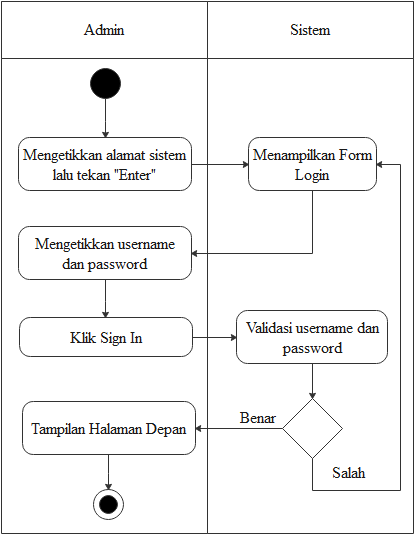 Admin
Sistem
Mengetikkan alamat sistem
lalu tekan "Enter"
Menampilkan Form
Login
Mengetikkan username
dan password
Klik Sign In
Validasi username dan
password
Benar
Tampilan Halaman Depan
Salah